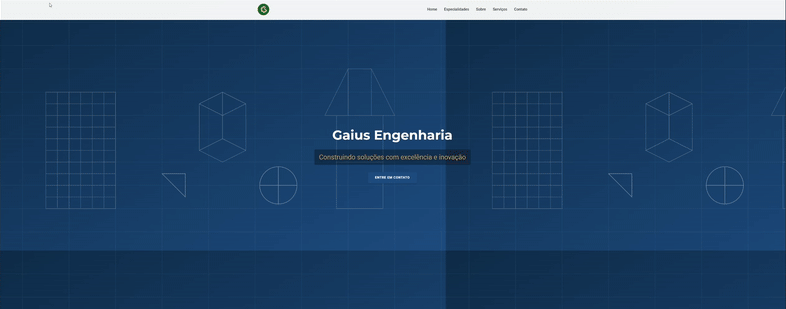 G
Home Especialidades Sobre Serviços Contato
Gaius Engenharia
Construindo soluções com excelência e inovação
ENTRE EM CONTATO